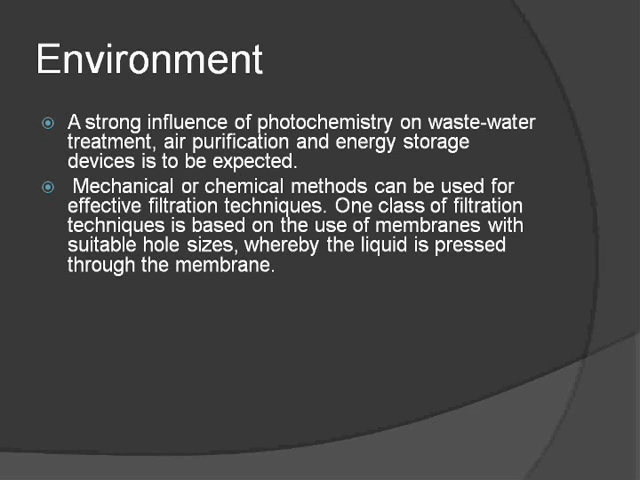 Environment
A strong influence of photochemistry on waste-water
treatment, air purification and energy storage
devices is to be expected.
Mechanical or chemical methods can be used for
effective filtration techniques. One class of filtration
techniques is based on the use of membranes with
suitable hole sizes, whereby the liquid is pressed
through the membrane.